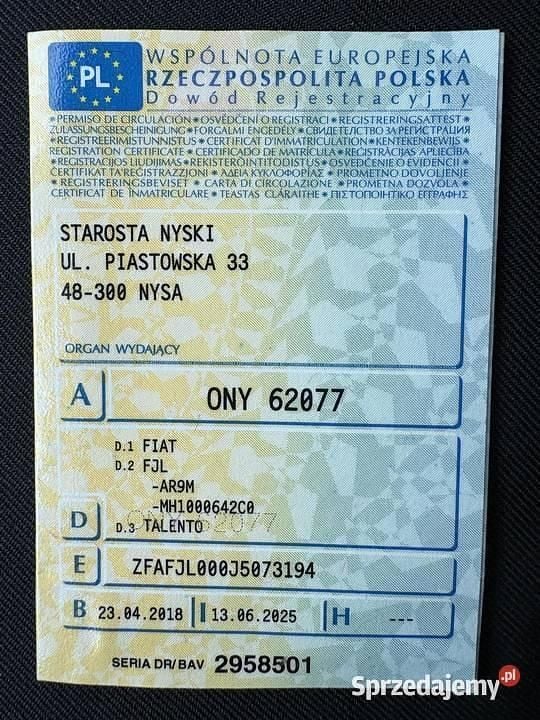 PL
WSPÓLNOTA EUROPEJSKA
RZECZPOSPOLITA POLSKA
Dowód Rejestracyjny
* PERMISO DE CIRCULACIÓN * OSVĚDČENÍ O REGISTRACI * REGISTRERINGSATTEST *
ZULASSUNGSBESCHEINIGUNG * FORGALMI ENGEDÉLY * СВИДЕТЕЛСТВО ЗА РЕГИСТРАЦИЯ
* REGISTREERIMISTUNNISTUS * CERTIFICAT D'IMMATRICULATION * KENTEKENBEWIJS *
REGISTRATION CERTIFICATE * CERTIFICADO DE MATRÍCULA * REĢISTRĀCIJAS APLIECĪBA
* REGISTRACIJOS LIUDIJIMAS * REKISTERÖINTITODISTUS * OSVEDČENIE O EVIDENCII *
ĊERTIFIKAT TA' REĠISTRAZZJONI * ΑΔΕΙΑ ΚΥΚΛΟΦΟΡΙΑΣ * PROMETNO DOVOLJENJE
* REGISTRERINGSBEVISET * CARTA DI CIRCOLAZIONE * PROMETNA DOZVOLA *
CERTIFICAT DE ÎNMATRICULARE * TEASTAS CLÁRAITHE * ΠΙΣΤΟΠΟΙΗΤΙΚΟ ΕΓΓΡΑΦΗΣ
STAROSTA NYSKI
UL. PIASTOWSKA 33
48-300 NYSA
ORGAN WYDAJĄCY
A ONY 62077
D.1 FIAT
D.2 FJL
-AR9M
-MH1000642C0
D D.3 TALENTO
ONY 62077
E ZFAFJL000J5073194
B 23.04.2018 I 13.06.2025 H ---
SERIA DR/BAV 2958501
Sprzedajemy.pl